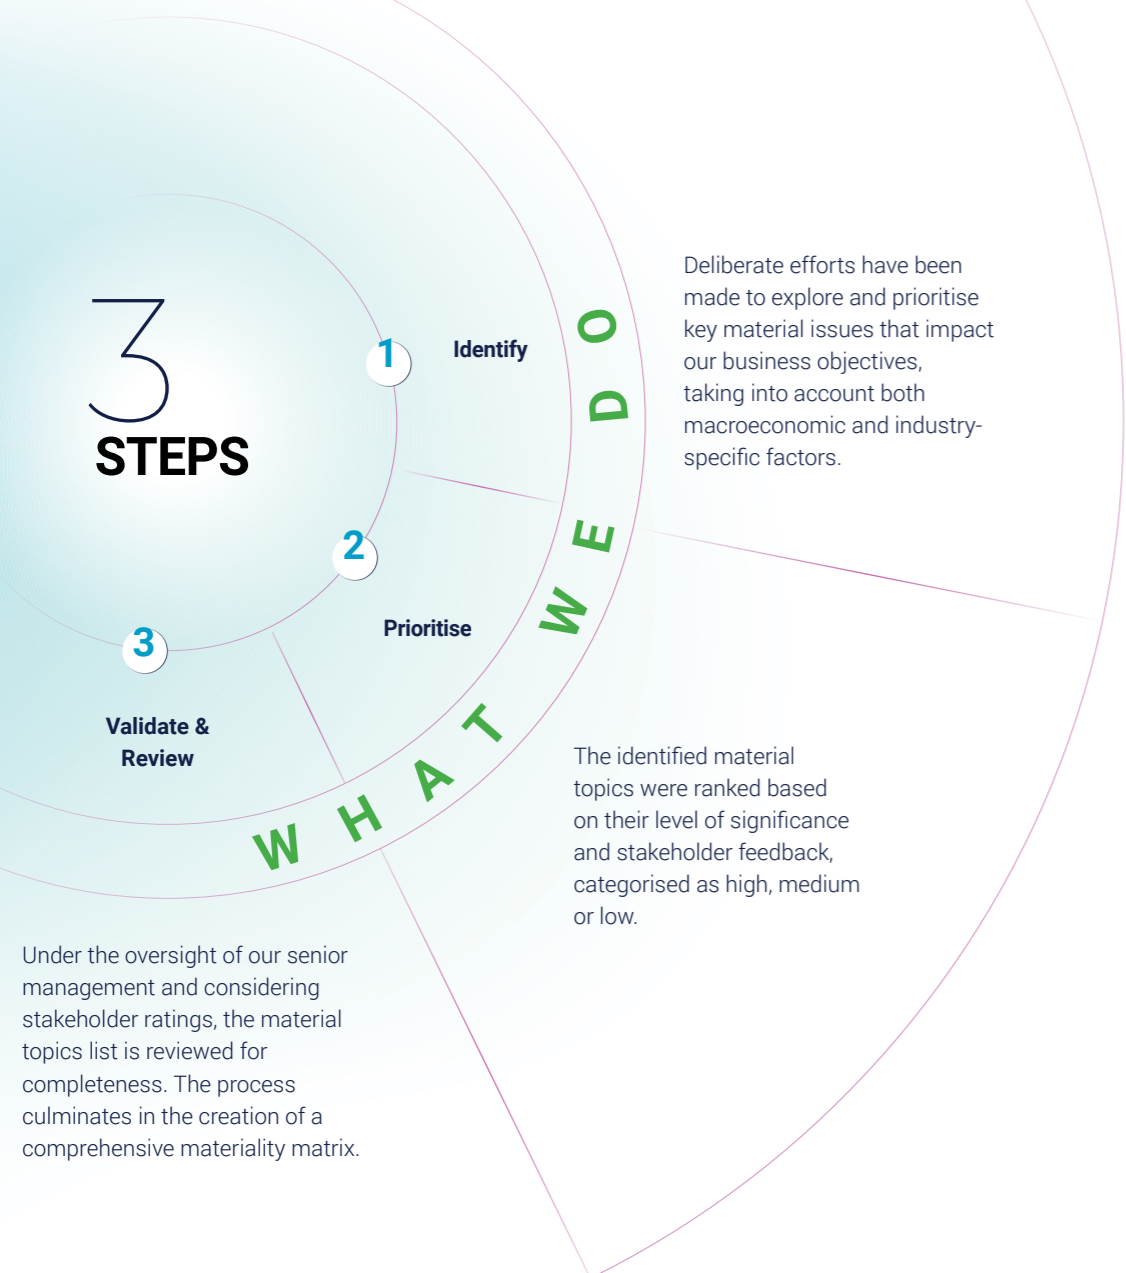 3
STEPS
1
Identify
2
Prioritise
3
Validate &
Review
WHAT WE DO
Deliberate efforts have been
made to explore and prioritise
key material issues that impact
our business objectives,
taking into account both
macroeconomic and industry-
specific factors.
The identified material
topics were ranked based
on their level of significance
and stakeholder feedback,
categorised as high, medium
or low.
Under the oversight of our senior
management and considering
stakeholder ratings, the material
topics list is reviewed for
completeness. The process
culminates in the creation of a
comprehensive materiality matrix.